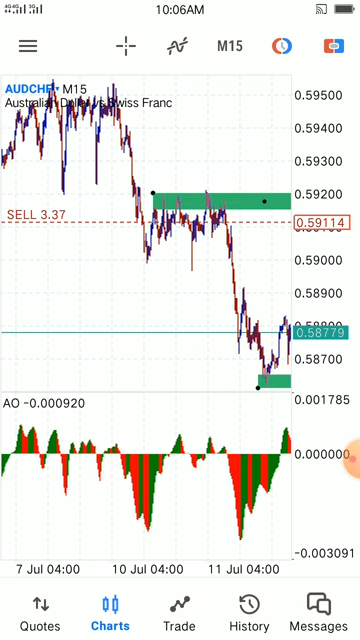 4G 4G 3G 10:06AM
M15
AUDCHF M15
Australian Dollar vs Swiss Franc
0.59500
0.59400
0.59300
0.59200
SELL 3.37
0.59114
0.59000
0.58900
0.58779
0.58700
AO -0.000920
0.001785
0.000000
-0.003091
7 Jul 04:00 10 Jul 04:00 11 Jul 04:00
Quotes Charts Trade History Messages